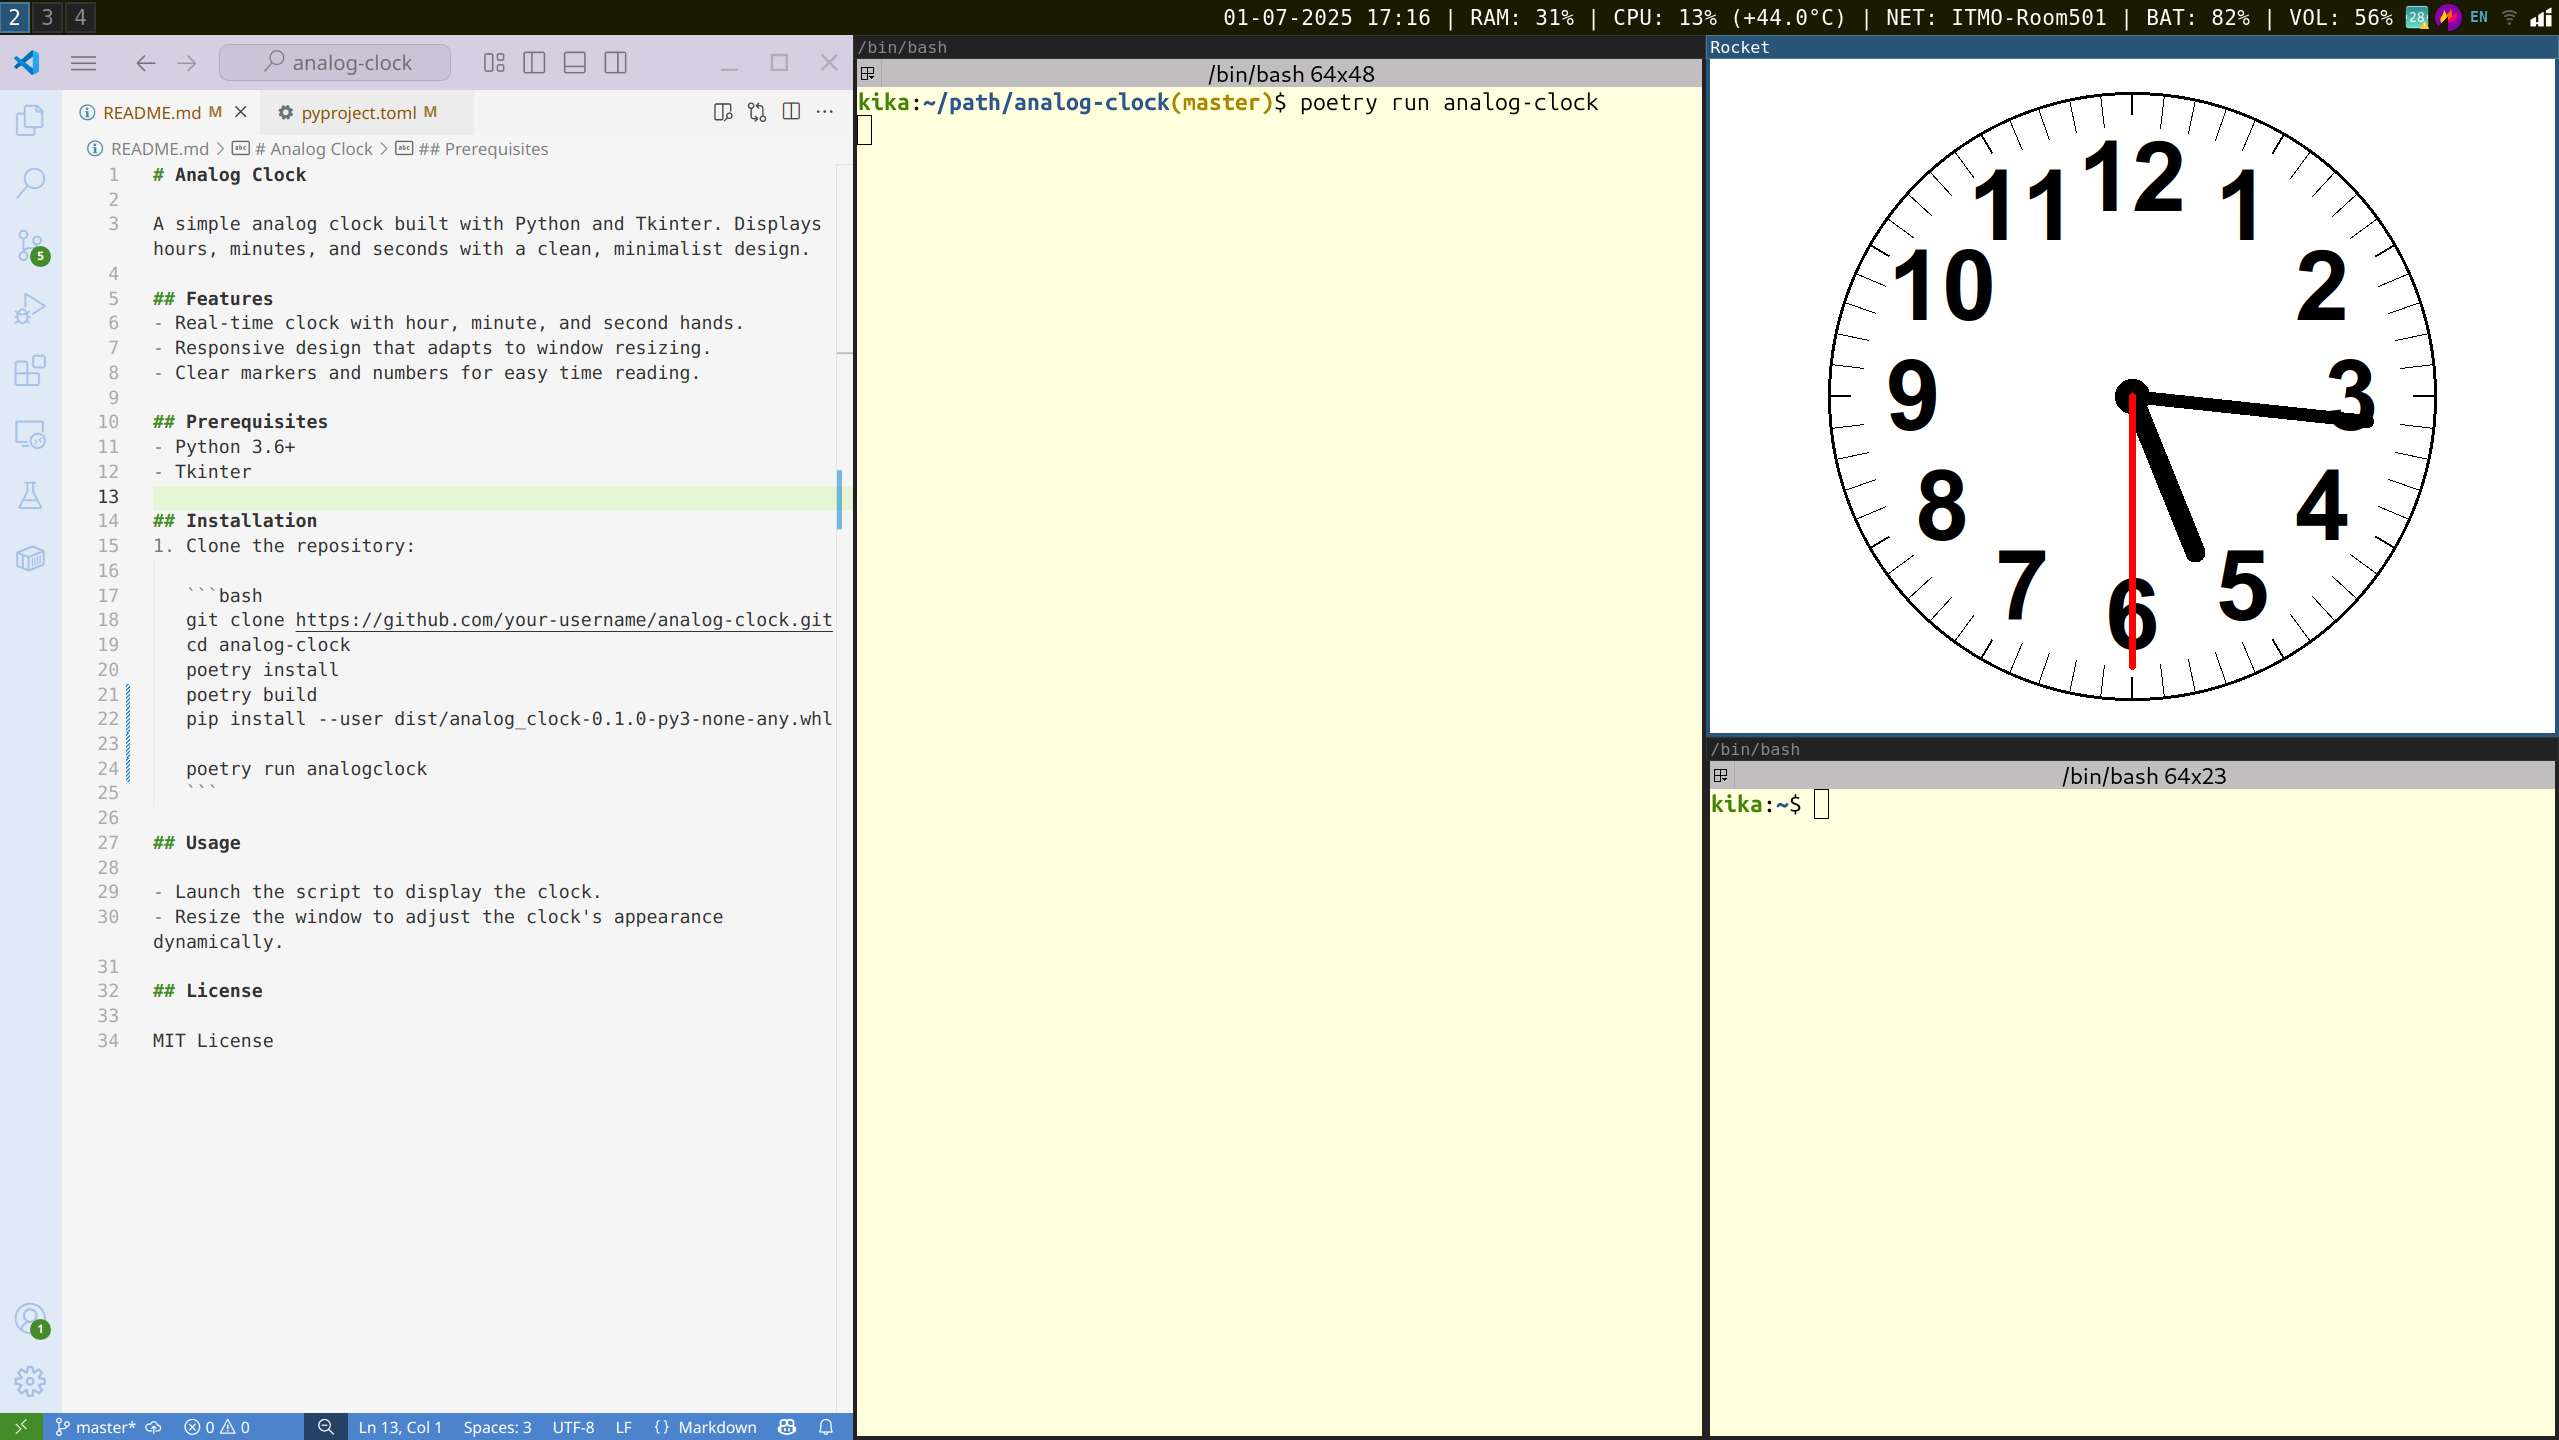 2 3 4
01-07-2025 17:16 | RAM: 31% | CPU: 13% (+44.0°C) | NET: ITMO-Room501 | BAT: 82% | VOL: 56% 28 EN
analog-clock
README.md M
pyproject.toml M
README.md > # Analog Clock > ## Prerequisites
1 # Analog Clock
2
3 A simple analog clock built with Python and Tkinter. Displays
hours, minutes, and seconds with a clean, minimalist design.
4
5 ## Features
6 - Real-time clock with hour, minute, and second hands.
7 - Responsive design that adapts to window resizing.
8 - Clear markers and numbers for easy time reading.
9
10 ## Prerequisites
11 - Python 3.6+
12 - Tkinter
13
14 ## Installation
15 1. Clone the repository:
16
17 ```bash
18 git clone https://github.com/your-username/analog-clock.git
19 cd analog-clock
20 poetry install
21 poetry build
22 pip install --user dist/analog_clock-0.1.0-py3-none-any.whl
23
24 poetry run analogclock
25 ```
26
27 ## Usage
28
29 - Launch the script to display the clock.
30 - Resize the window to adjust the clock's appearance
dynamically.
31
32 ## License
33
34 MIT License
5
1
master* 0 0 Ln 13, Col 1 Spaces: 3 UTF-8 LF {} Markdown
/bin/bash
/bin/bash 64x48
kika:~/path/analog-clock(master)$ poetry run analog-clock
Rocket
12
1
2
3
4
5
6
7
8
9
10
11
/bin/bash
/bin/bash 64x23
kika:~$